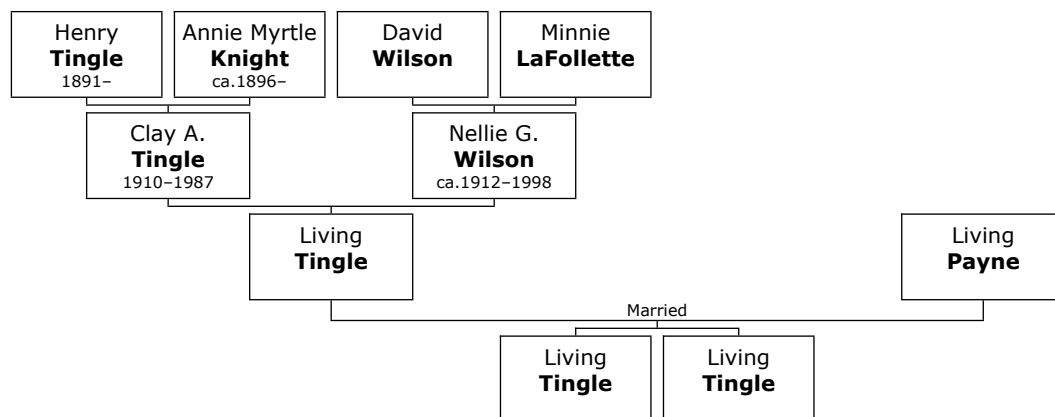 Henry
Tingle
1891–
Annie Myrtle
Knight
ca.1896–
David
Wilson
Minnie
LaFollette
Clay A.
Tingle
1910–1987
Nellie G.
Wilson
ca.1912–1998
Living
Tingle
Living
Payne
Married
Living
Tingle
Living
Tingle